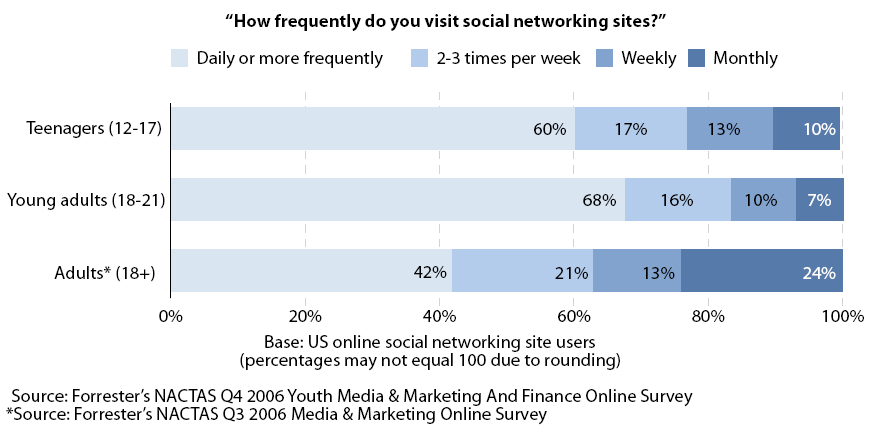 “How frequently do you visit social networking sites?”
Daily or more frequently 2-3 times per week Weekly Monthly
Teenagers (12-17) 60% 17% 13% 10%
Young adults (18-21) 68% 16% 10% 7%
Adults* (18+) 42% 21% 13% 24%
0% 20% 40% 60% 80% 100%
Base: US online social networking site users
(percentages may not equal 100 due to rounding)
Source: Forrester’s NACTAS Q4 2006 Youth Media & Marketing And Finance Online Survey
*Source: Forrester’s NACTAS Q3 2006 Media & Marketing Online Survey